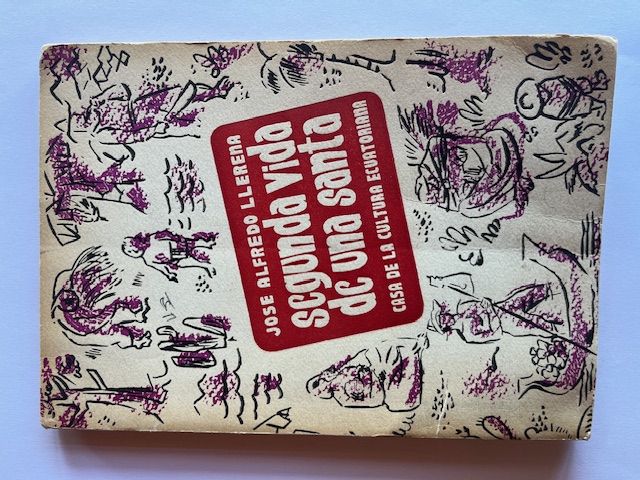 JOSE ALFREDO LLERENA
segunda vida
de una santa
CASA DE LA CULTURA ECUATORIANA